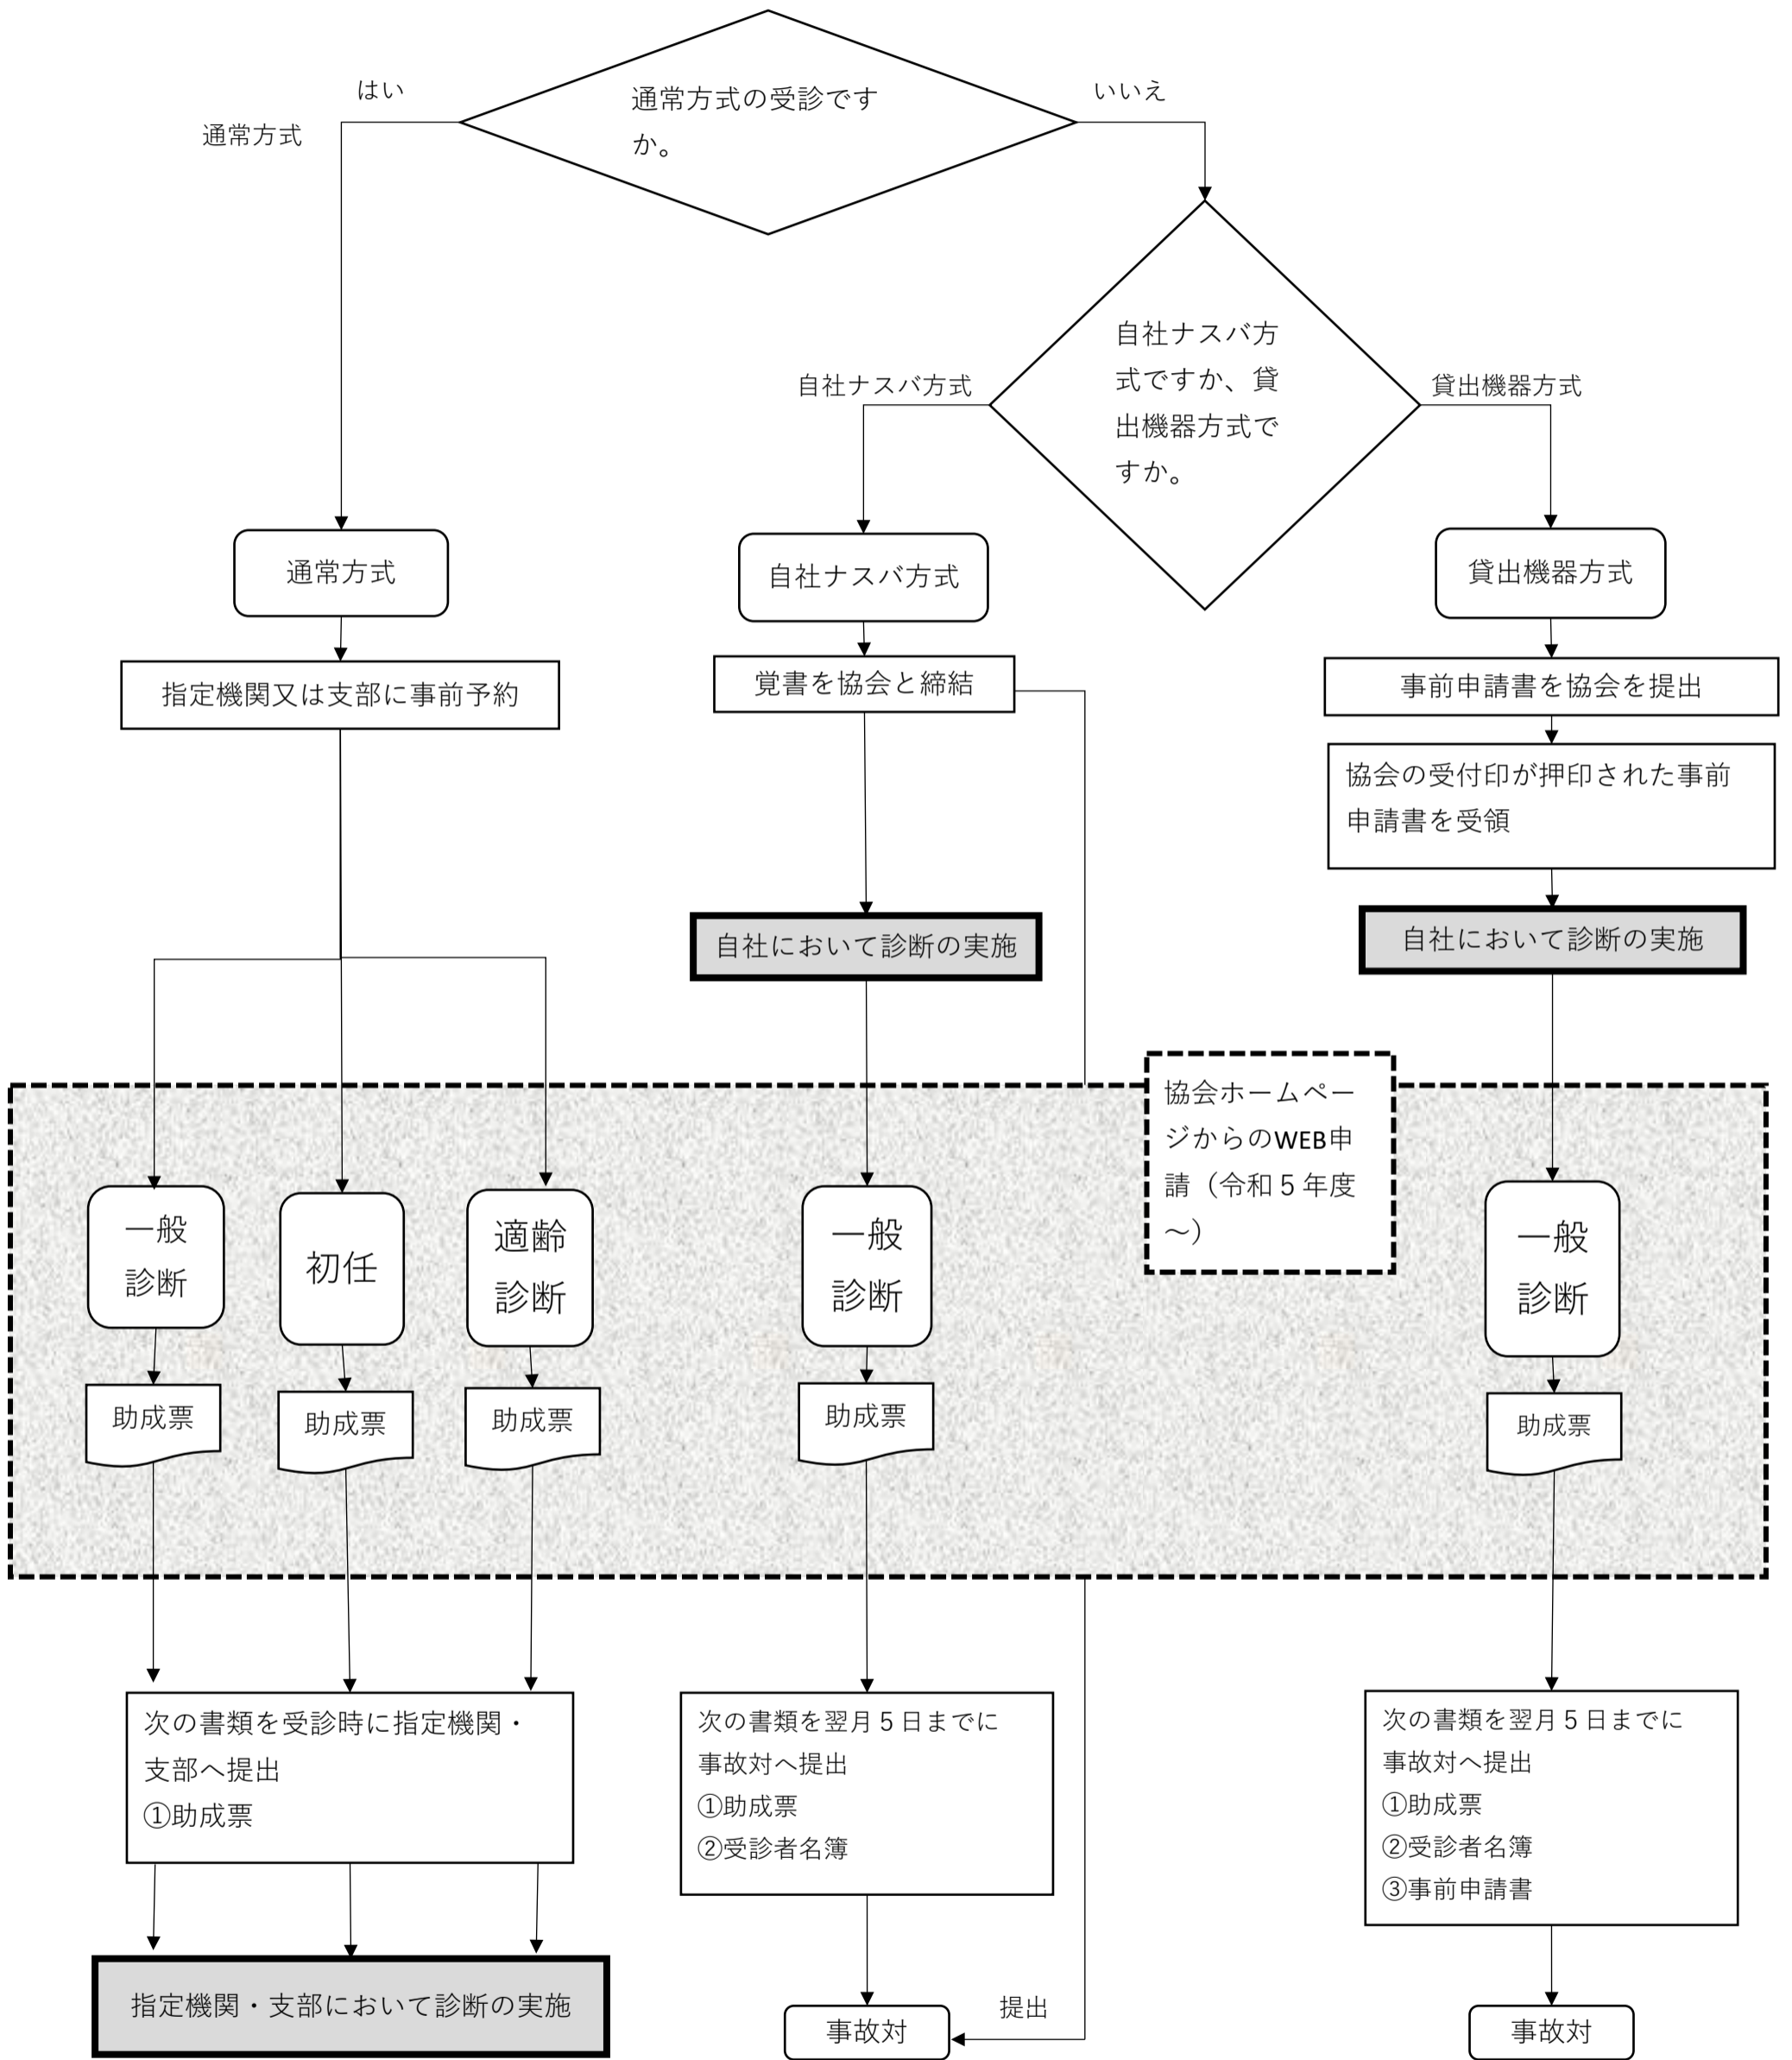 通常方式の受診です
か。
はい
いいえ
通常方式
自社ナスバ方
式ですか、貸
出機器方式で
すか。
自社ナスバ方式
貸出機器方式
通常方式
自社ナスバ方式
貸出機器方式
指定機関又は支部に事前予約
覚書を協会と締結
事前申請書を協会を提出
協会の受付印が押印された事前
申請書を受領
自社において診断の実施
自社において診断の実施
協会ホームペー
ジからのWEB申
請（令和５年度
～）
一般
診断
初任
適齢
診断
一般
診断
一般
診断
助成票
助成票
助成票
助成票
助成票
次の書類を受診時に指定機関・
支部へ提出
①助成票
次の書類を翌月５日までに
事故対へ提出
①助成票
②受診者名簿
次の書類を翌月５日までに
事故対へ提出
①助成票
②受診者名簿
③事前申請書
指定機関・支部において診断の実施
事故対
提出
事故対